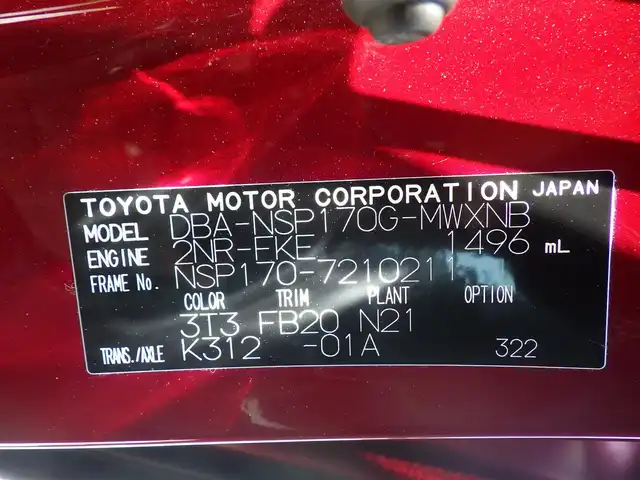 TOYOTA MOTOR CORPORATION JAPAN
MODEL DBA-NSP170G-MWXNB
ENGINE 2NR-FKE 1496 mL
FRAME No. NSP170-7210211
COLOR TRIM PLANT OPTION
3T3 FB20 N21
TRANS./AXLE K312 -01A 322